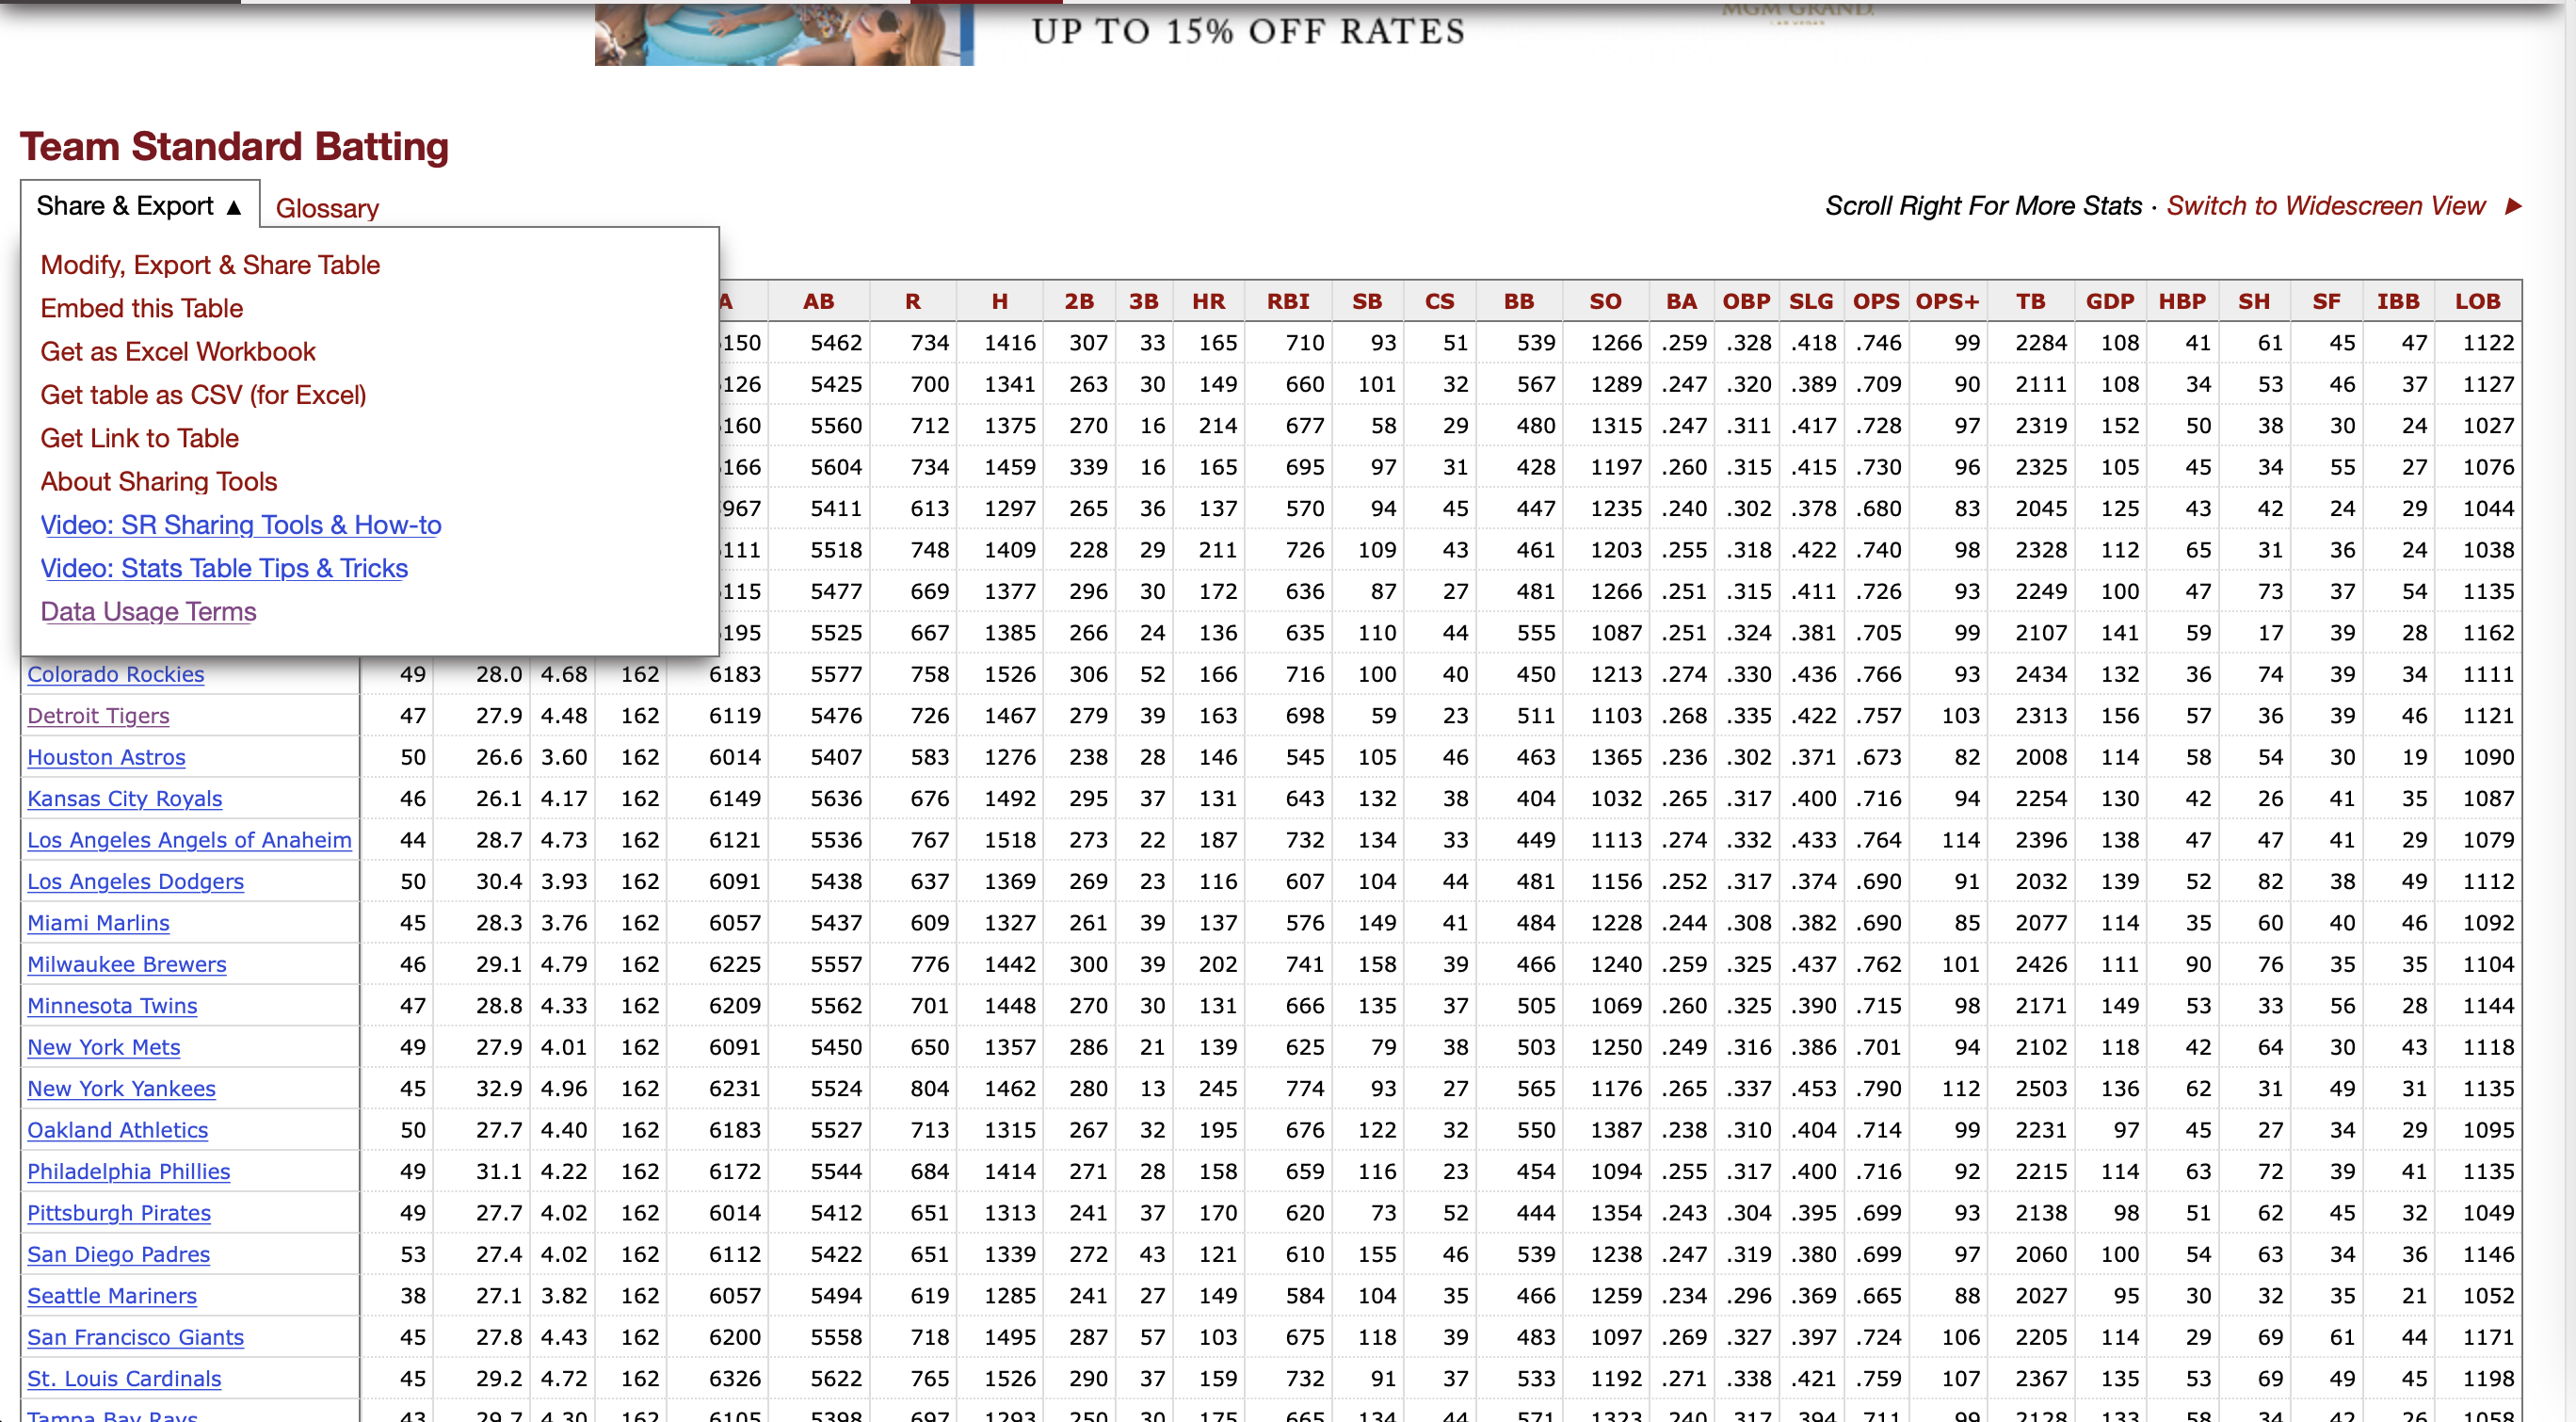 UP TO 15% OFF RATES
MGM GRAND
LAS VEGAS
Team Standard Batting
Share & Export ▲ Glossary
Scroll Right For More Stats · Switch to Widescreen View ►
Modify, Export & Share Table
Embed this Table
Get as Excel Workbook
Get table as CSV (for Excel)
Get Link to Table
About Sharing Tools
Video: SR Sharing Tools & How-to
Video: Stats Table Tips & Tricks
Data Usage Terms
A AB R H 2B 3B HR RBI SB CS BB SO BA OBP SLG OPS OPS+ TB GDP HBP SH SF IBB LOB
150 5462 734 1416 307 33 165 710 93 51 539 1266 .259 .328 .418 .746 99 2284 108 41 61 45 47 1122
126 5425 700 1341 263 30 149 660 101 32 567 1289 .247 .320 .389 .709 90 2111 108 34 53 46 37 1127
160 5560 712 1375 270 16 214 677 58 29 480 1315 .247 .311 .417 .728 97 2319 152 50 38 30 24 1027
166 5604 734 1459 339 16 165 695 97 31 428 1197 .260 .315 .415 .730 96 2325 105 45 34 55 27 1076
967 5411 613 1297 265 36 137 570 94 45 447 1235 .240 .302 .378 .680 83 2045 125 43 42 24 29 1044
111 5518 748 1409 228 29 211 726 109 43 461 1203 .255 .318 .422 .740 98 2328 112 65 31 36 24 1038
115 5477 669 1377 296 30 172 636 87 27 481 1266 .251 .315 .411 .726 93 2249 100 47 73 37 54 1135
195 5525 667 1385 266 24 136 635 110 44 555 1087 .251 .324 .381 .705 99 2107 141 59 17 39 28 1162
Colorado Rockies 49 28.0 4.68 162 6183 5577 758 1526 306 52 166 716 100 40 450 1213 .274 .330 .436 .766 93 2434 132 36 74 39 34 1111
Detroit Tigers 47 27.9 4.48 162 6119 5476 726 1467 279 39 163 698 59 23 511 1103 .268 .335 .422 .757 103 2313 156 57 36 39 46 1121
Houston Astros 50 26.6 3.60 162 6014 5407 583 1276 238 28 146 545 105 46 463 1365 .236 .302 .371 .673 82 2008 114 58 54 30 19 1090
Kansas City Royals 46 26.1 4.17 162 6149 5636 676 1492 295 37 131 643 132 38 404 1032 .265 .317 .400 .716 94 2254 130 42 26 41 35 1087
Los Angeles Angels of Anaheim 44 28.7 4.73 162 6121 5536 767 1518 273 22 187 732 134 33 449 1113 .274 .332 .433 .764 114 2396 138 47 47 41 29 1079
Los Angeles Dodgers 50 30.4 3.93 162 6091 5438 637 1369 269 23 116 607 104 44 481 1156 .252 .317 .374 .690 91 2032 139 52 82 38 49 1112
Miami Marlins 45 28.3 3.76 162 6057 5437 609 1327 261 39 137 576 149 41 484 1228 .244 .308 .382 .690 85 2077 114 35 60 40 46 1092
Milwaukee Brewers 46 29.1 4.79 162 6225 5557 776 1442 300 39 202 741 158 39 466 1240 .259 .325 .437 .762 101 2426 111 90 76 35 35 1104
Minnesota Twins 47 28.8 4.33 162 6209 5562 701 1448 270 30 131 666 135 37 505 1069 .260 .325 .390 .715 98 2171 149 53 33 56 28 1144
New York Mets 49 27.9 4.01 162 6091 5450 650 1357 286 21 139 625 79 38 503 1250 .249 .316 .386 .701 94 2102 118 42 64 30 43 1118
New York Yankees 45 32.9 4.96 162 6231 5524 804 1462 280 13 245 774 93 27 565 1176 .265 .337 .453 .790 112 2503 136 62 31 49 31 1135
Oakland Athletics 50 27.7 4.40 162 6183 5527 713 1315 267 32 195 676 122 32 550 1387 .238 .310 .404 .714 99 2231 97 45 27 34 29 1095
Philadelphia Phillies 49 31.1 4.22 162 6172 5544 684 1414 271 28 158 659 116 23 454 1094 .255 .317 .400 .716 92 2215 114 63 72 39 41 1135
Pittsburgh Pirates 49 27.7 4.02 162 6014 5412 651 1313 241 37 170 620 73 52 444 1354 .243 .304 .395 .699 93 2138 98 51 62 45 32 1049
San Diego Padres 53 27.4 4.02 162 6112 5422 651 1339 272 43 121 610 155 46 539 1238 .247 .319 .380 .699 97 2060 100 54 63 34 36 1146
Seattle Mariners 38 27.1 3.82 162 6057 5494 619 1285 241 27 149 584 104 35 466 1259 .234 .296 .369 .665 88 2027 95 30 32 35 21 1052
San Francisco Giants 45 27.8 4.43 162 6200 5558 718 1495 287 57 103 675 118 39 483 1097 .269 .327 .397 .724 106 2205 114 29 69 61 44 1171
St. Louis Cardinals 45 29.2 4.72 162 6326 5622 765 1526 290 37 159 732 91 37 533 1192 .271 .338 .421 .759 107 2367 135 53 69 49 45 1198
Tampa Bay Rays 43 29.7 4.30 162 6105 5398 697 1293 250 30 175 665 134 44 571 1323 .240 .317 .394 .711 99 2128 133 58 34 42 26 1058